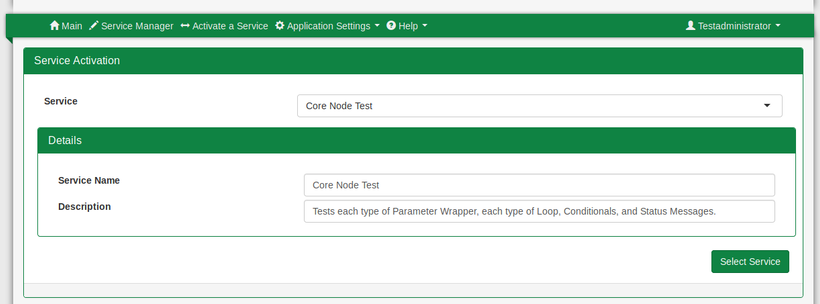 Main Service Manager Activate a Service Application Settings Help Testadministrator
Service Activation
Service Core Node Test
Details
Service Name Core Node Test
Description Tests each type of Parameter Wrapper, each type of Loop, Conditionals, and Status Messages.
Select Service